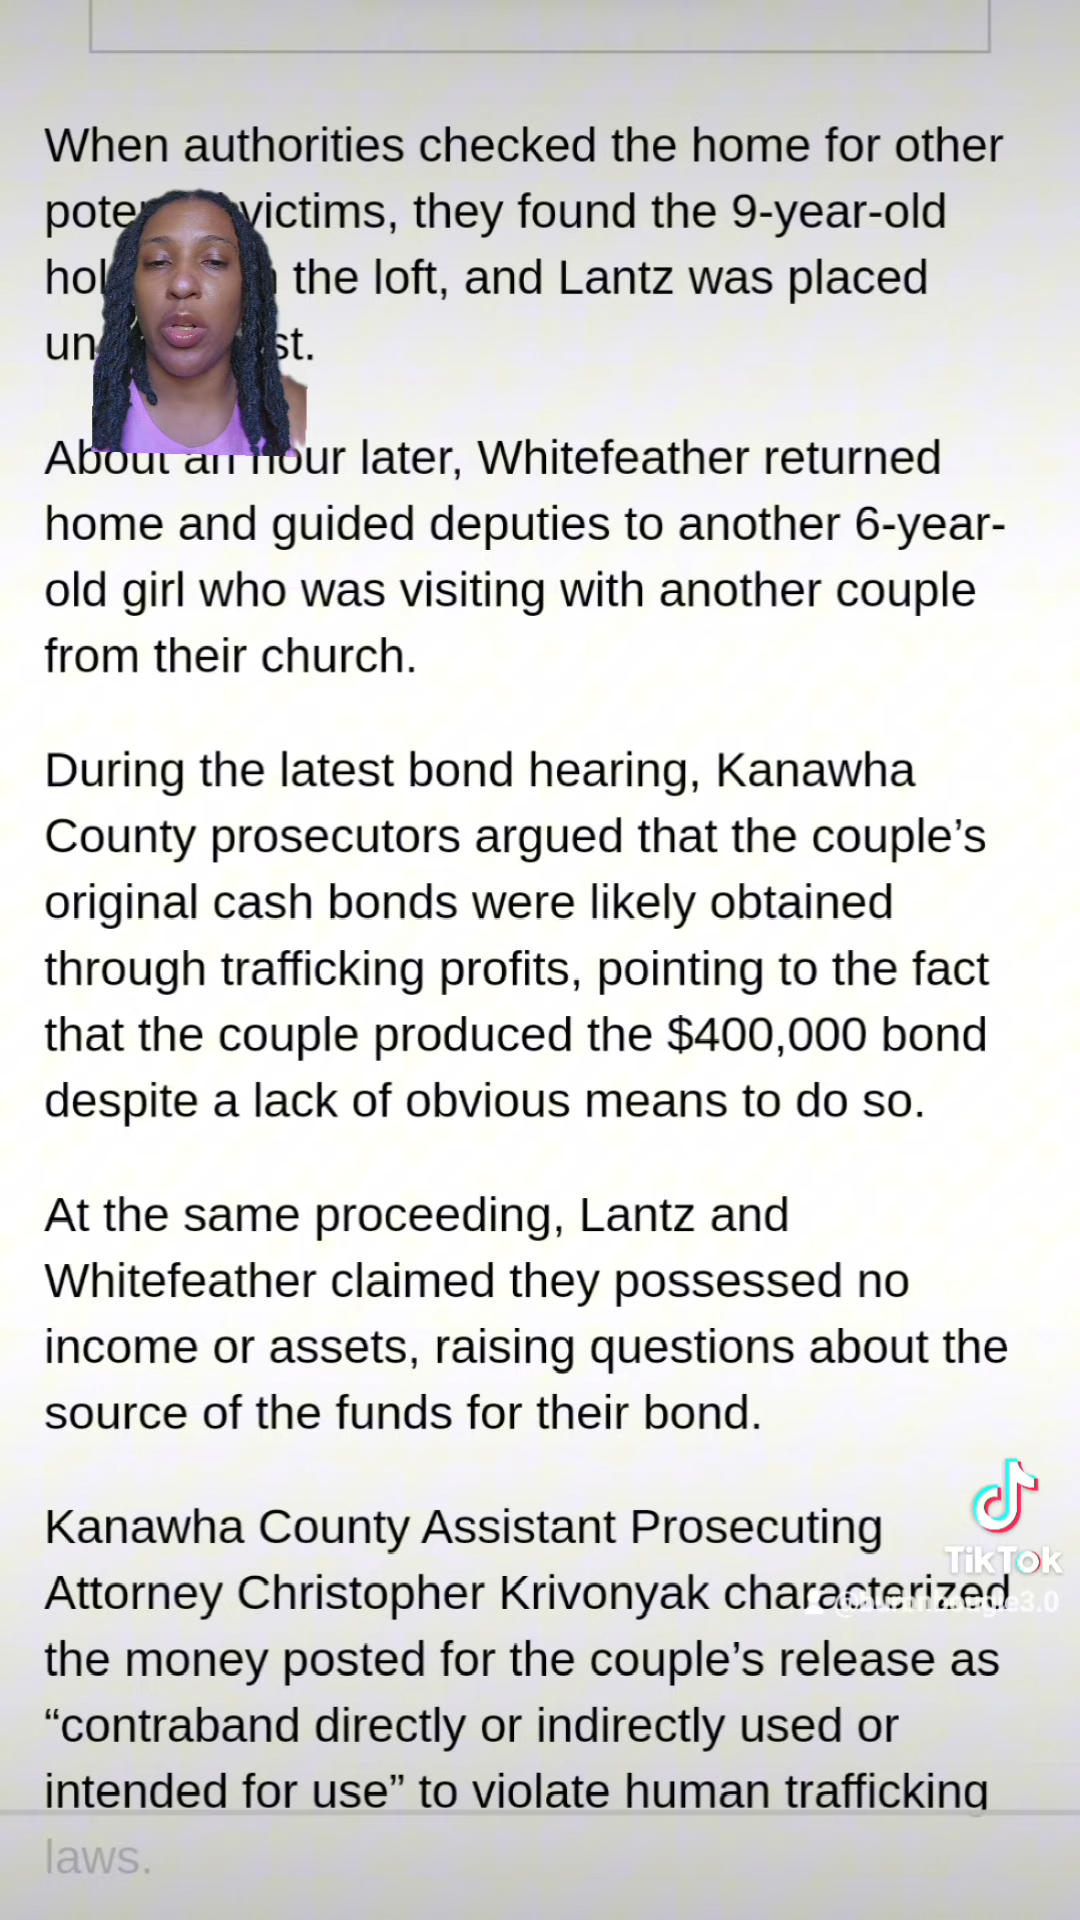 When authorities checked the home for other
victims, they found the 9-year-old
the loft, and Lantz was placed
About an hour later, Whitefeather returned
home and guided deputies to another 6-year-
old girl who was visiting with another couple
from their church.
During the latest bond hearing, Kanawha
County prosecutors argued that the couple’s
original cash bonds were likely obtained
through trafficking profits, pointing to the fact
that the couple produced the $400,000 bond
despite a lack of obvious means to do so.
At the same proceeding, Lantz and
Whitefeather claimed they possessed no
income or assets, raising questions about the
source of the funds for their bond.
Kanawha County Assistant Prosecuting
Attorney Christopher Krivonyak characterized
the money posted for the couple’s release as
“contraband directly or indirectly used or
intended for use” to violate human trafficking
laws.
TikTok